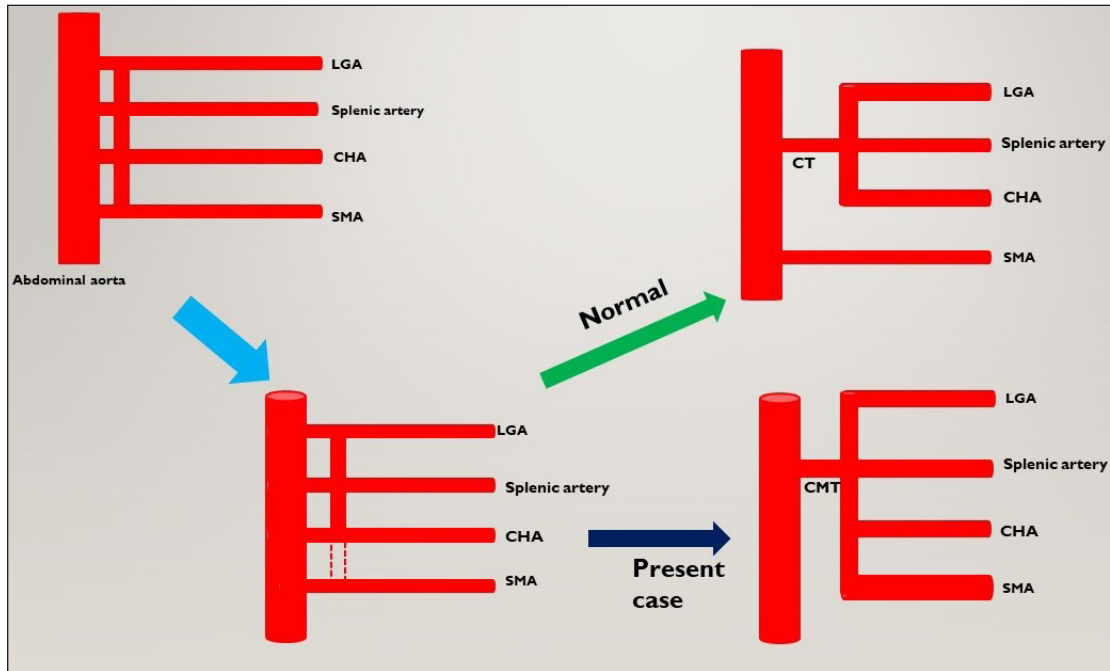 LGA
Splenic artery
CHA
SMA
Abdominal aorta
LGA
Splenic artery
CT
CHA
SMA
Normal
LGA
Splenic artery
CHA
SMA
Present
case
LGA
Splenic artery
CMT
CHA
SMA